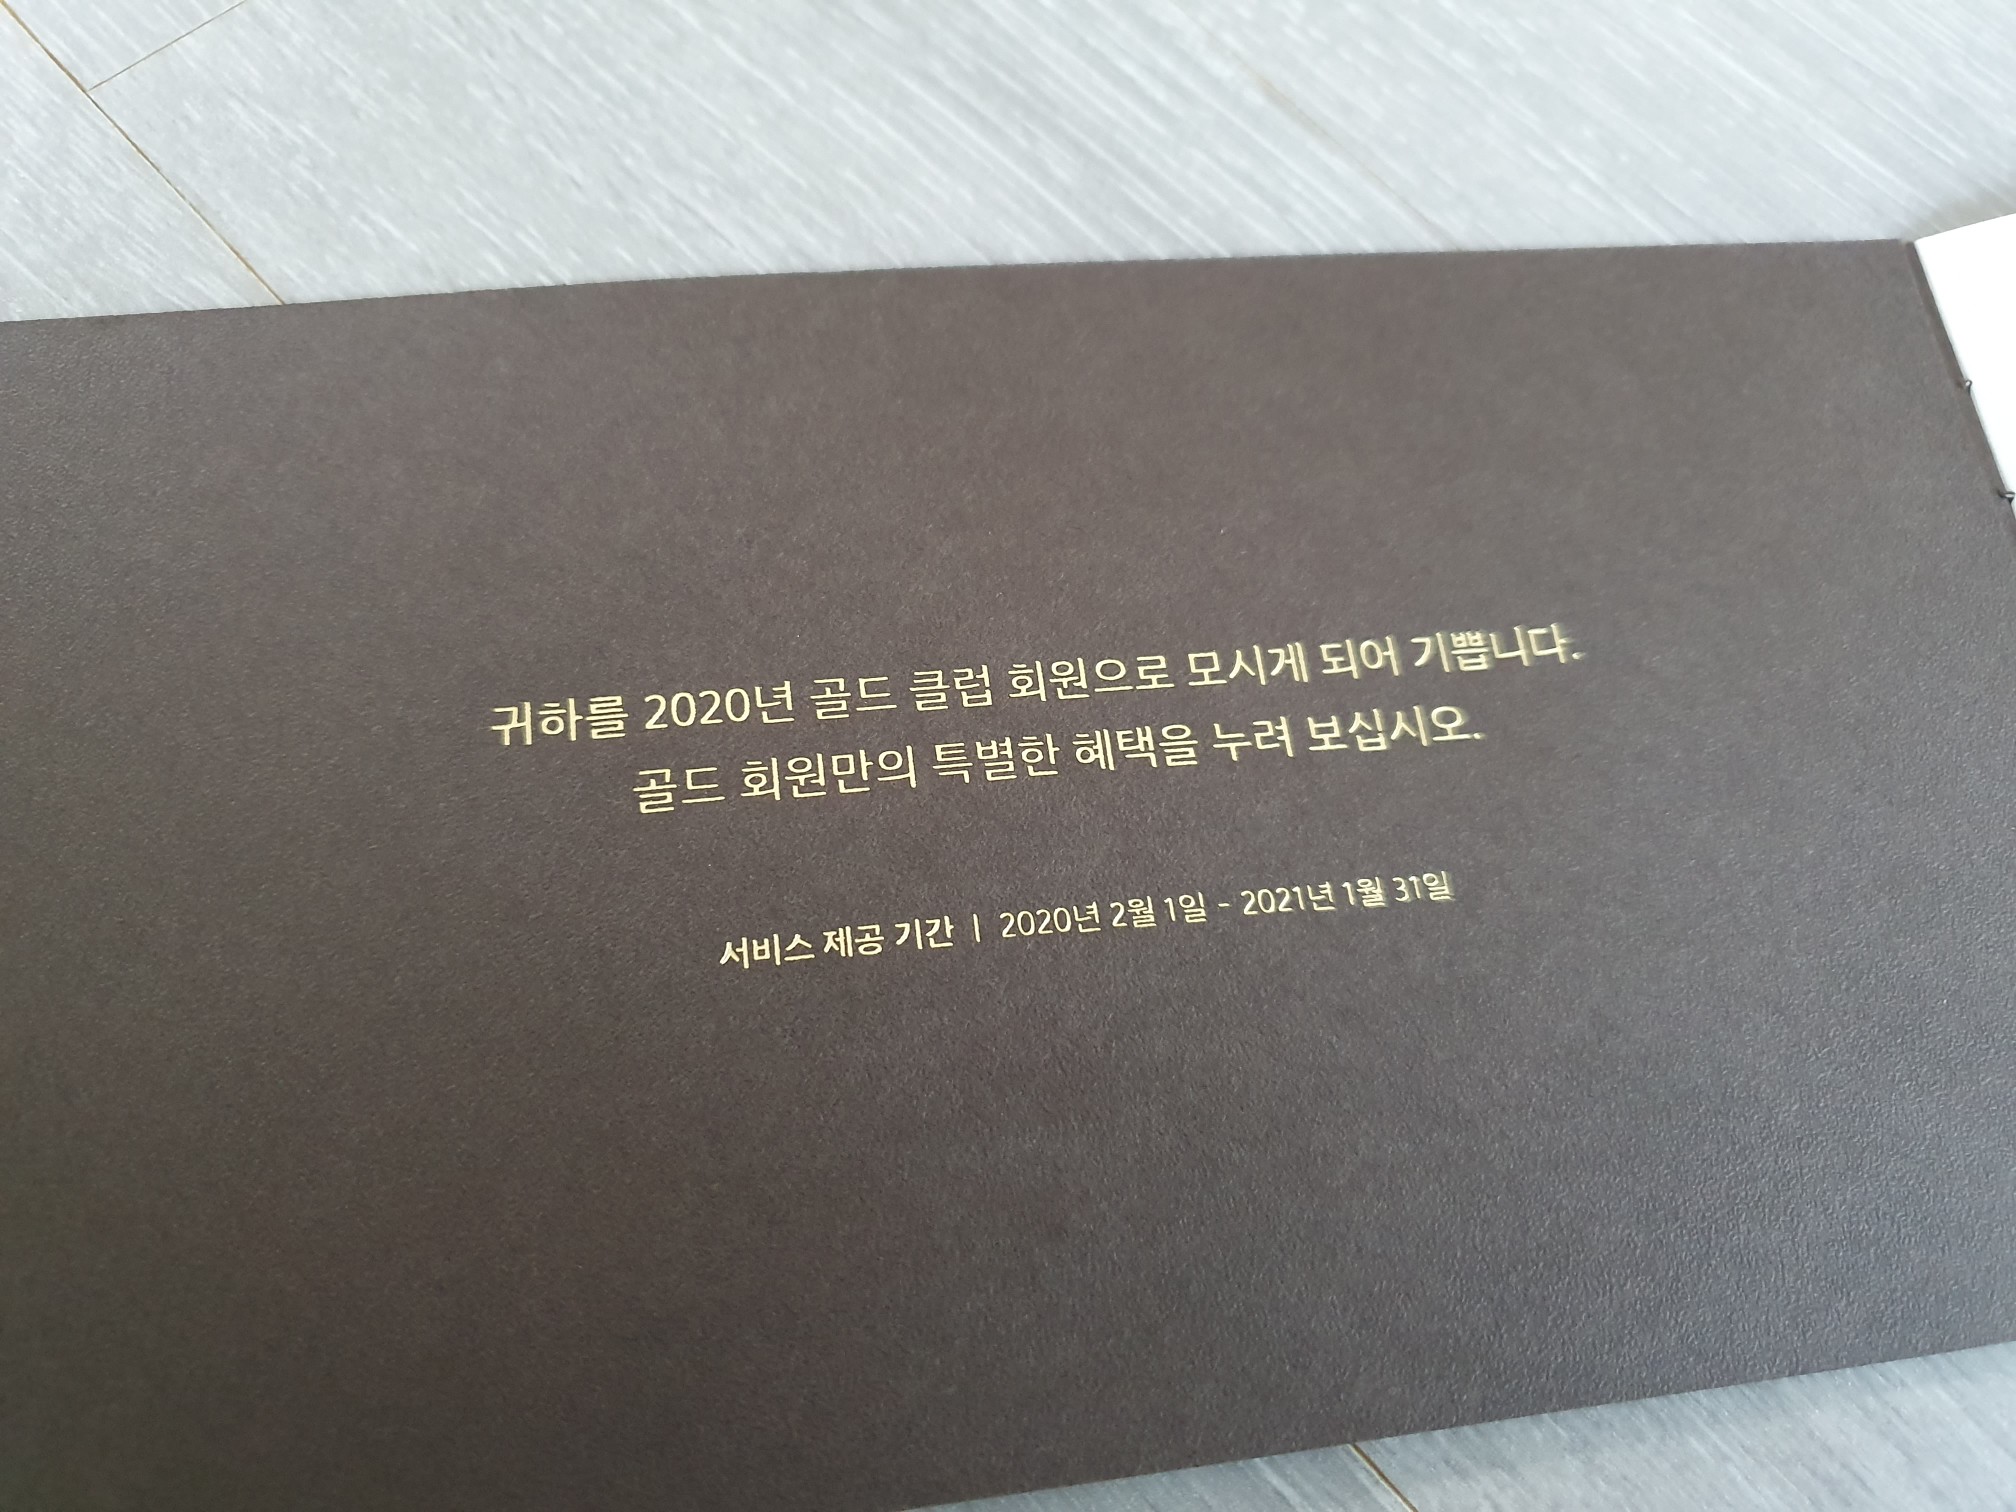 귀하를 2020년 골드 클럽 회원으로 모시게 되어 기쁩니다.
골드 회원만의 특별한 혜택을 누려 보십시오.
서비스 제공 기간 | 2020년 2월 1일 - 2021년 1월 31일